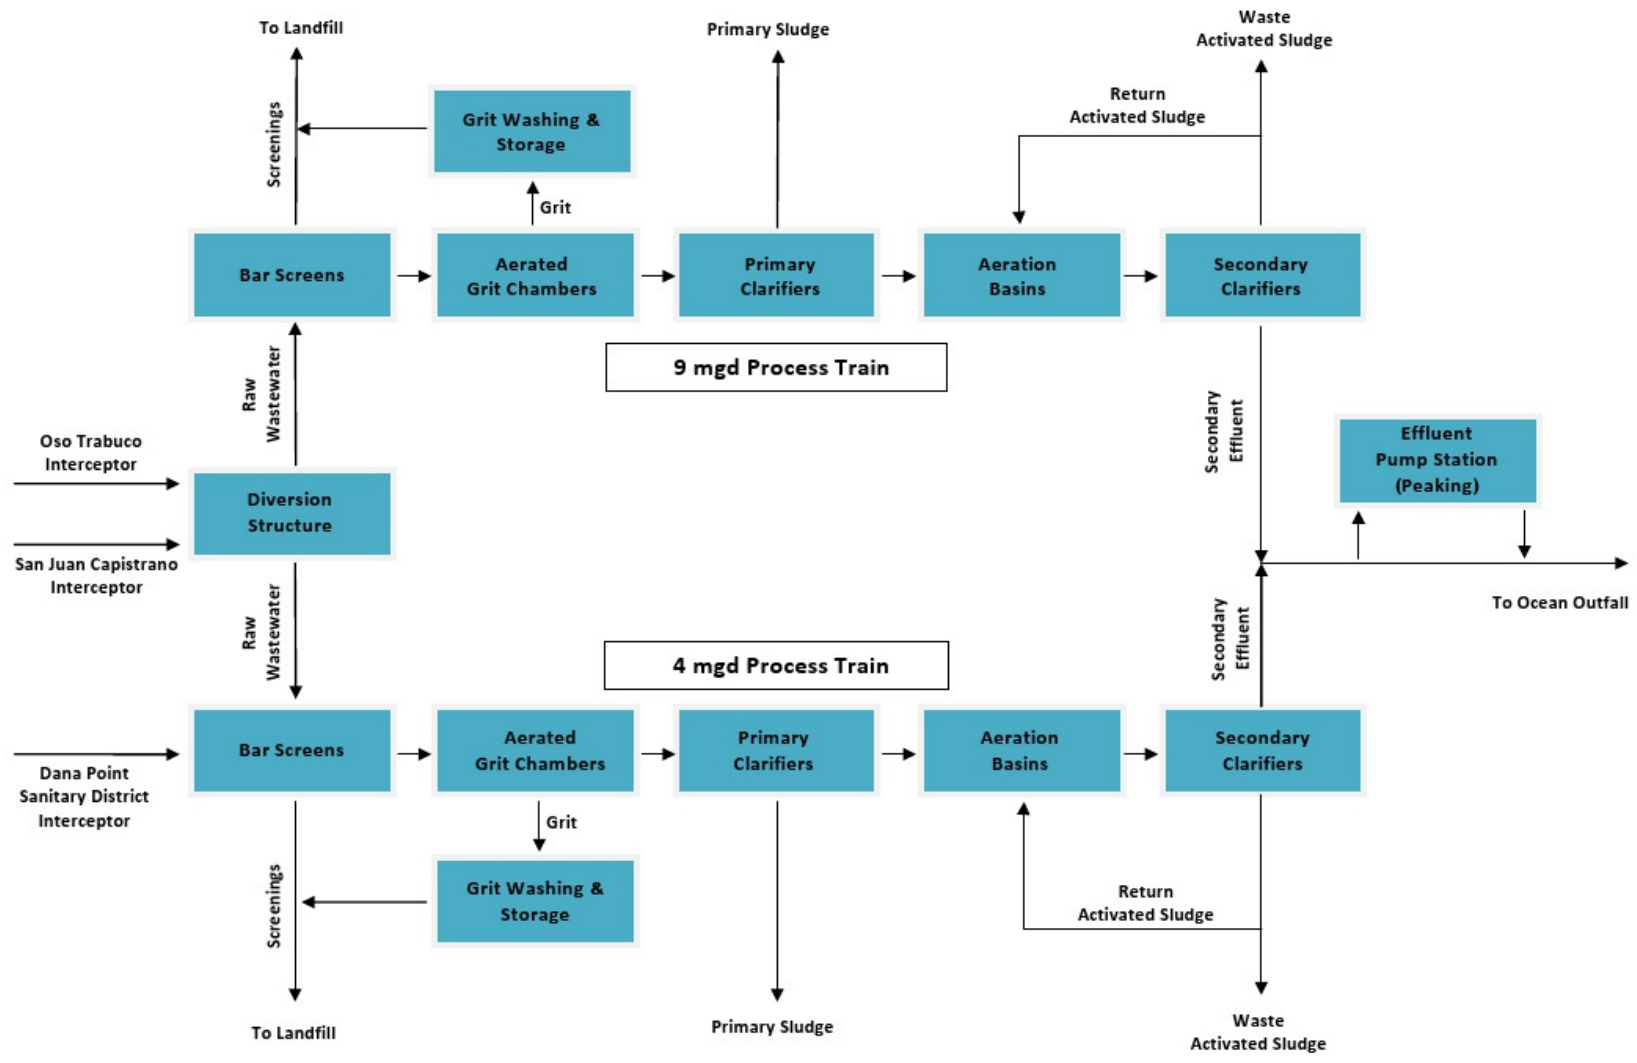 To Landfill
Primary Sludge
Waste
Activated Sludge
Screenings
Grit Washing &
Storage
Return
Activated Sludge
Grit
Bar Screens
Aerated
Grit Chambers
Primary
Clarifiers
Aeration
Basins
Secondary
Clarifiers
9 mgd Process Train
Raw
Wastewater
Secondary
Effluent
Oso Trabuco
Interceptor
Diversion
Structure
San Juan Capistrano
Interceptor
Effluent
Pump Station
(Peaking)
To Ocean Outfall
Raw
Wastewater
Secondary
Effluent
4 mgd Process Train
Bar Screens
Aerated
Grit Chambers
Primary
Clarifiers
Aeration
Basins
Secondary
Clarifiers
Dana Point
Sanitary District
Interceptor
Grit
Screenings
Grit Washing &
Storage
Return
Activated Sludge
To Landfill
Primary Sludge
Waste
Activated Sludge